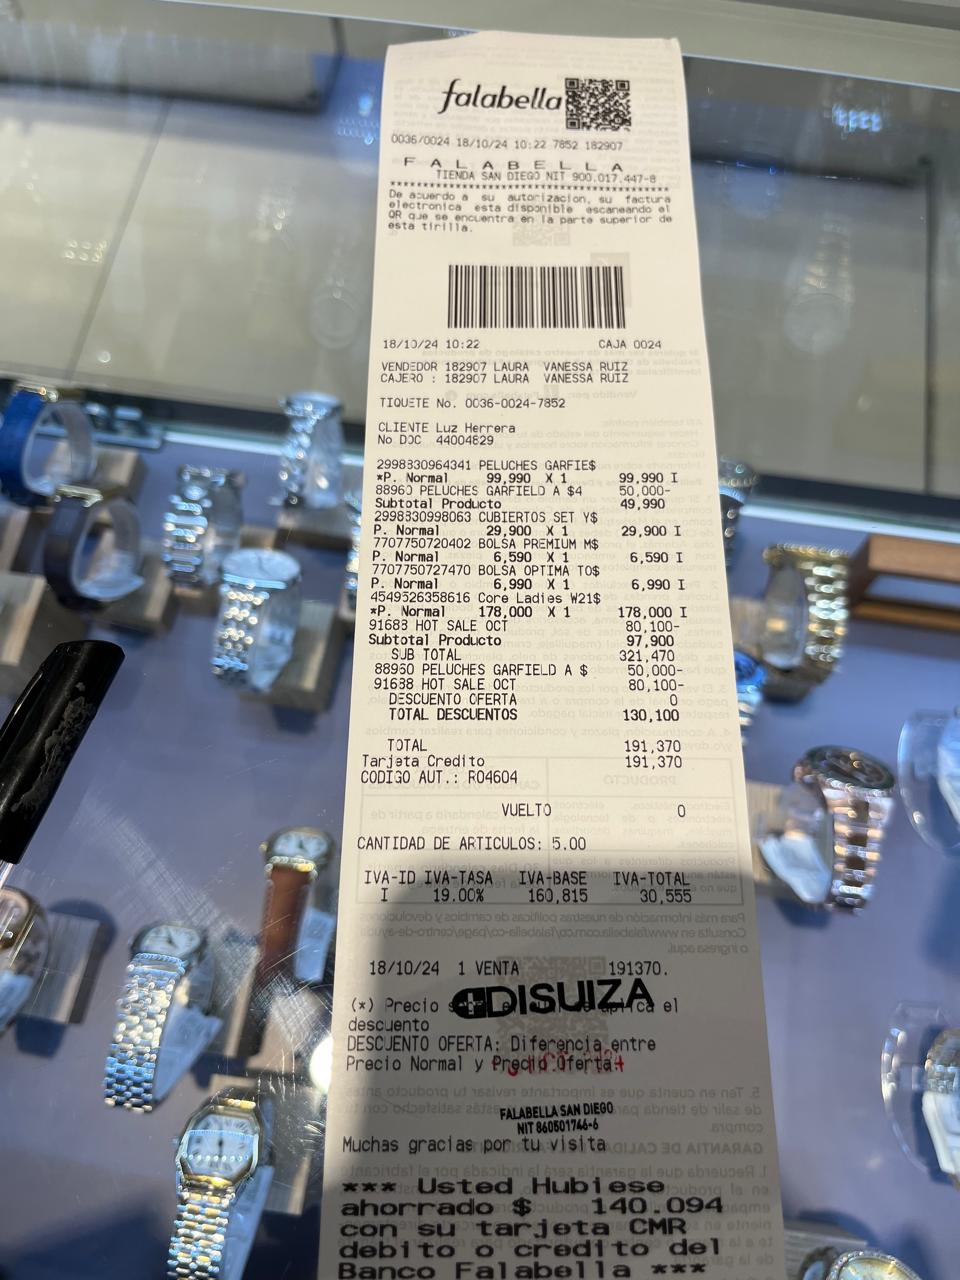 falabella
0036/0024 18/10/24 10:22 7852 182907
F A L A B E L L A
TIENDA SAN DIEGO NIT 900.017.447-8
****************************************
De acuerdo a su autorizacion, su factura
electronica esta disponible escaneando el
QR que se encuentra en la parte superior de
esta tirilla.
18/10/24 10:22 CAJA 0024
VENDEDOR 182907 LAURA VANESSA RUIZ
CAJERO : 182907 LAURA VANESSA RUIZ
TIQUETE No. 0036-0024-7852
CLIENTE Luz Herrera
No DOC 44004829
2998830964341 PELUCHES GARFIE$
*P. Normal 99,990 X 1 99,990 I
88960 PELUCHES GARFIELD A $4 50,000-
Subtotal Producto 49,990
2998830998063 CUBIERTOS SET Y$
P. Normal 29,900 X 1 29,900 I
7707750720402 BOLSA PREMIUM M$
P. Normal 6,590 X 1 6,590 I
7707750727470 BOLSA OPTIMA TO$
P. Normal 6,990 X 1 6,990 I
4549526358616 Core Ladies W21$
*P. Normal 178,000 X 1 178,000 I
91688 HOT SALE OCT 80,100-
Subtotal Producto 97,900
SUB TOTAL 321,470
88960 PELUCHES GARFIELD A $ 50,000-
91688 HOT SALE OCT 80,100-
DESCUENTO OFERTA 0
TOTAL DESCUENTOS 130,100
TOTAL 191,370
Tarjeta Credito 191,370
CODIGO AUT.: R04604
VUELTO 0
CANTIDAD DE ARTICULOS: 5.00
IVA-ID IVA-TASA IVA-BASE IVA-TOTAL
I 19.00% 160,815 30,555
18/10/24 1 VENTA 191370.
DISUIZA
(*) Precio el
descuento
DESCUENTO OFERTA: Diferencia entre
Precio Normal y Precio Oferta.
FALABELLA SAN DIEGO
NIT 860501746-6
Muchas gracias por tu visita
*** Usted Hubiese
ahorrado $ 140.094
con su tarjeta CMR
debito o credito del
Banco Falabella ***